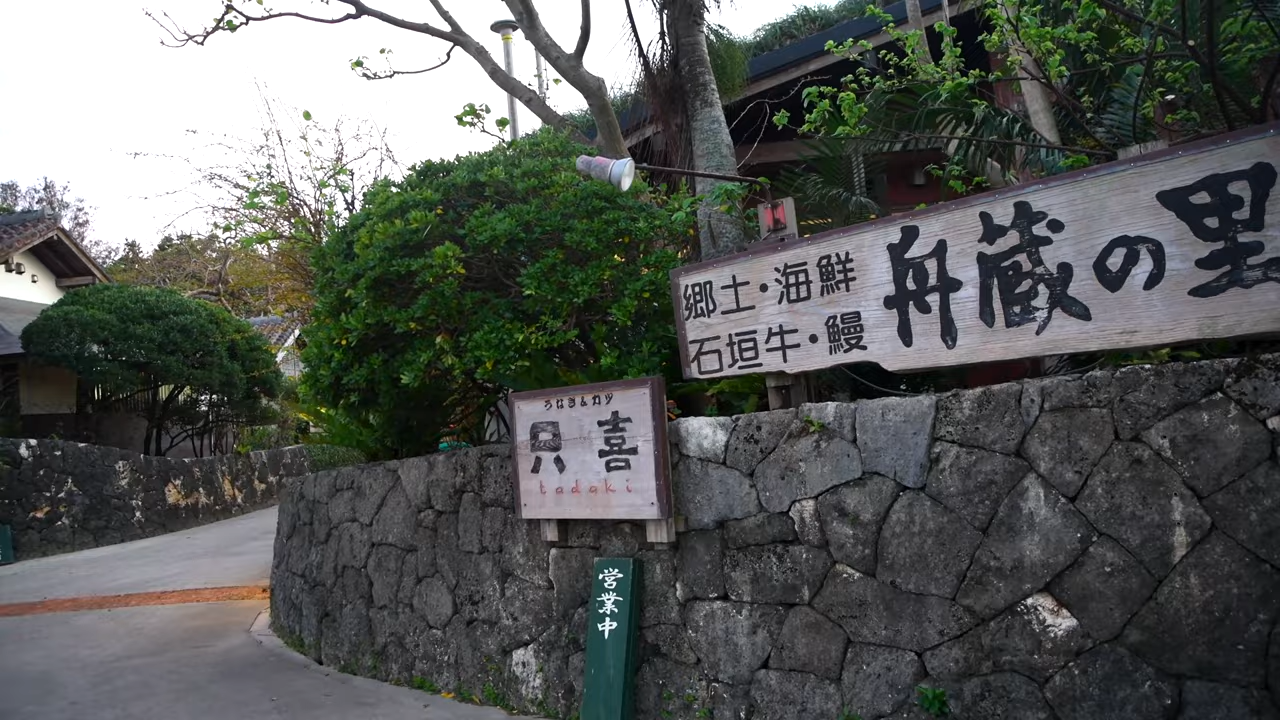 郷土・海鮮
石垣牛・鰻
舟蔵の里
うなぎ&カツ
只喜
tadaki
営業中